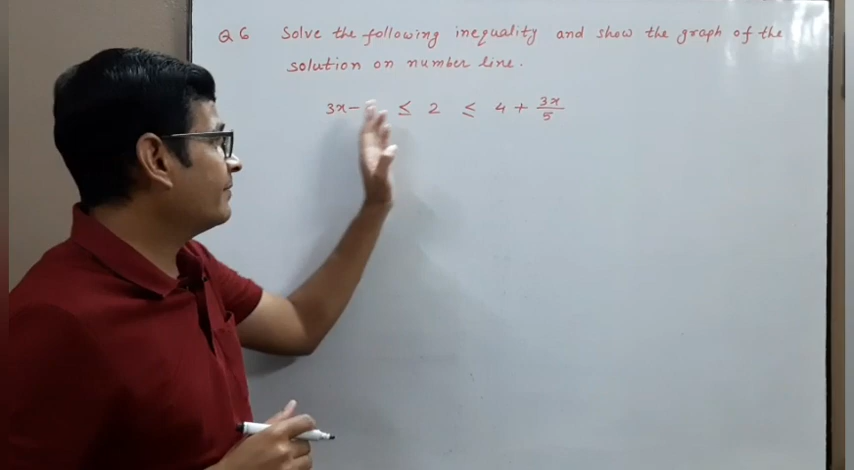 Q 6 Solve the following inequality and show the graph of the
solution on number line.
3x- ≤ 2 ≤ 4 + 3x/5